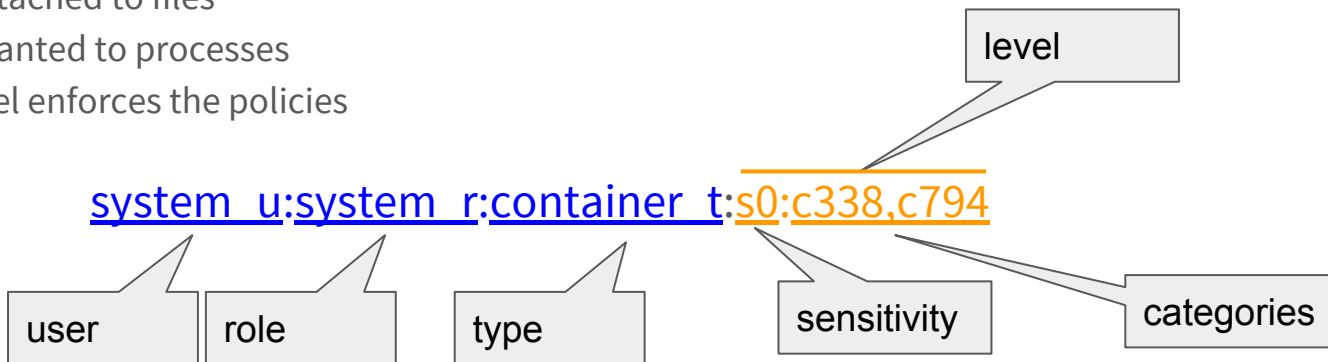 tached to files
anted to processes
el enforces the policies
level
system_u:system_r:container_t:s0:c338,c794
user
role
type
sensitivity
categories